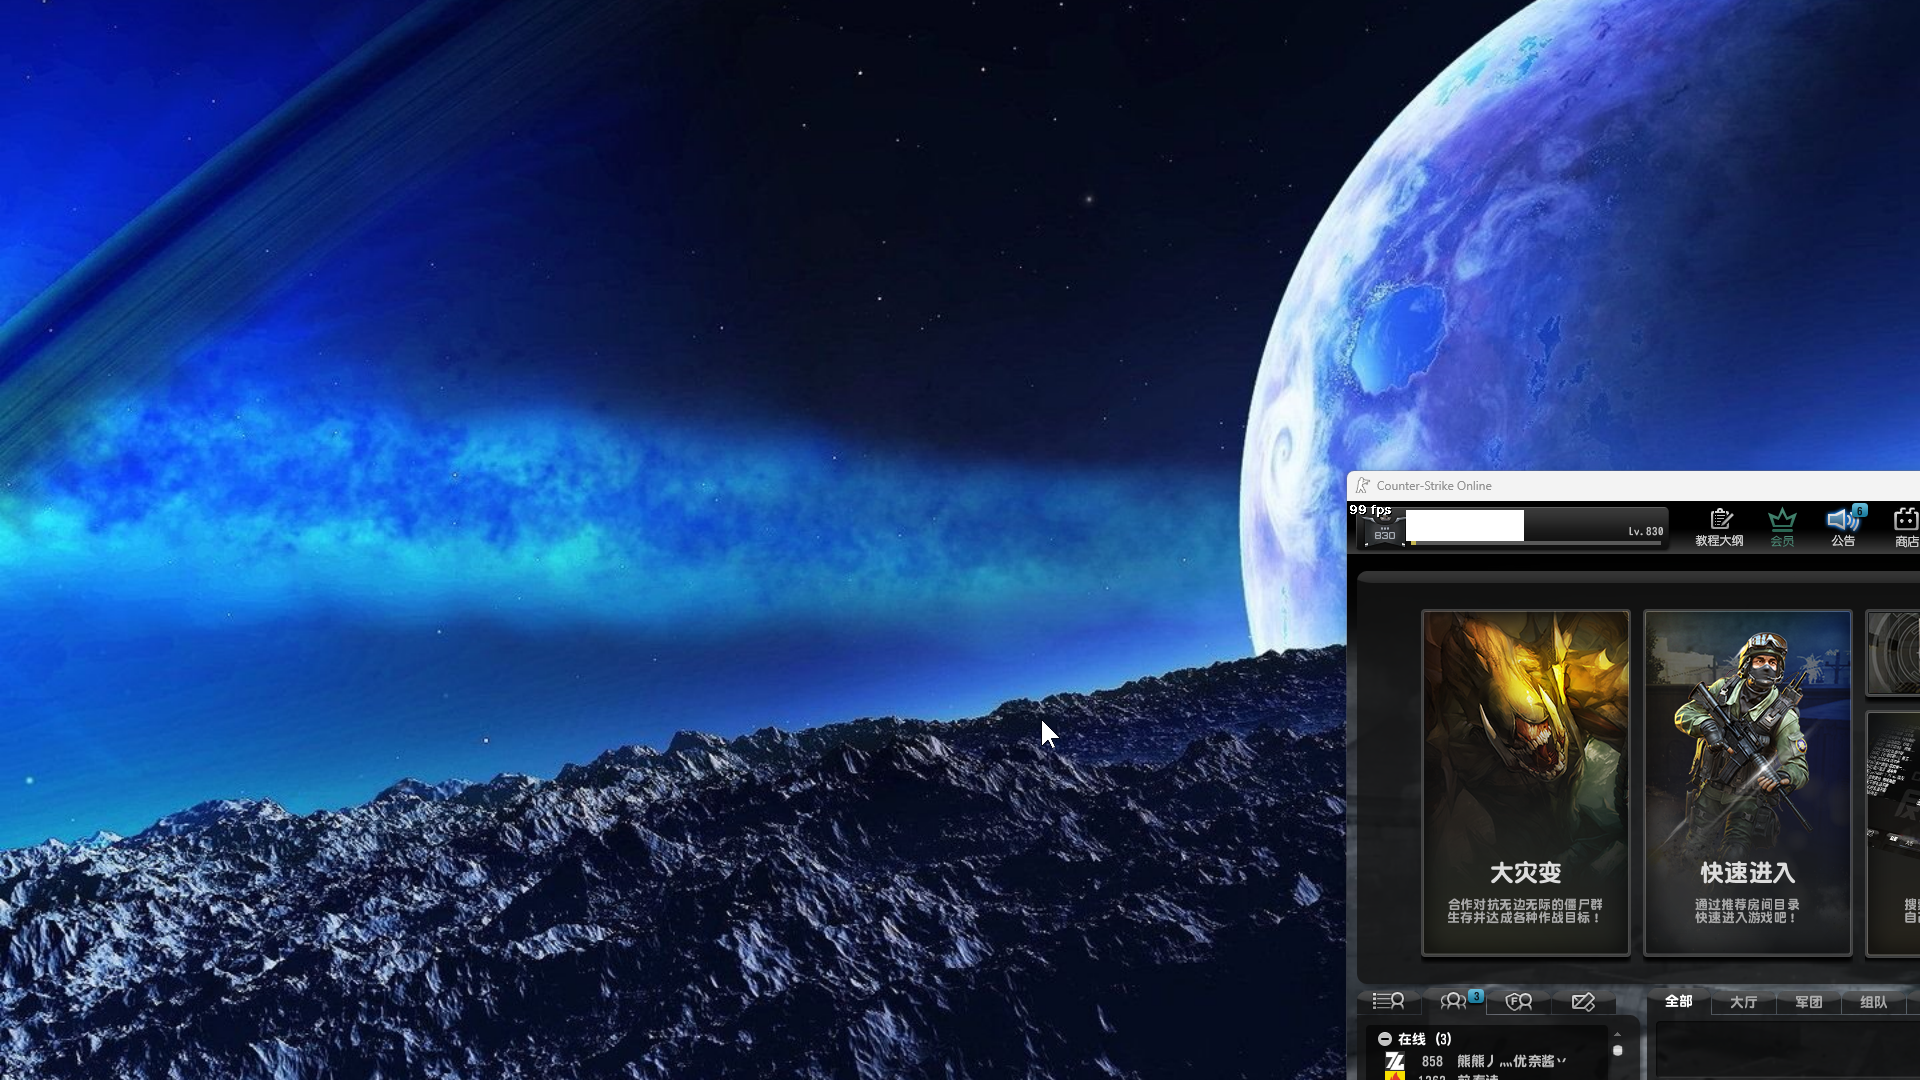 Counter-Strike Online
99 fps
830
Lv.830
教程大纲
会员
6
公告
商店
大灾变
合作对抗无边无际的僵尸群
生存并达成各种作战目标！
快速进入
通过推荐房间目录
快速进入游戏吧！
搜
自
3
全部
大厅
军团
组队
在线 (3)
858 熊熊丿灬优奈酱丷